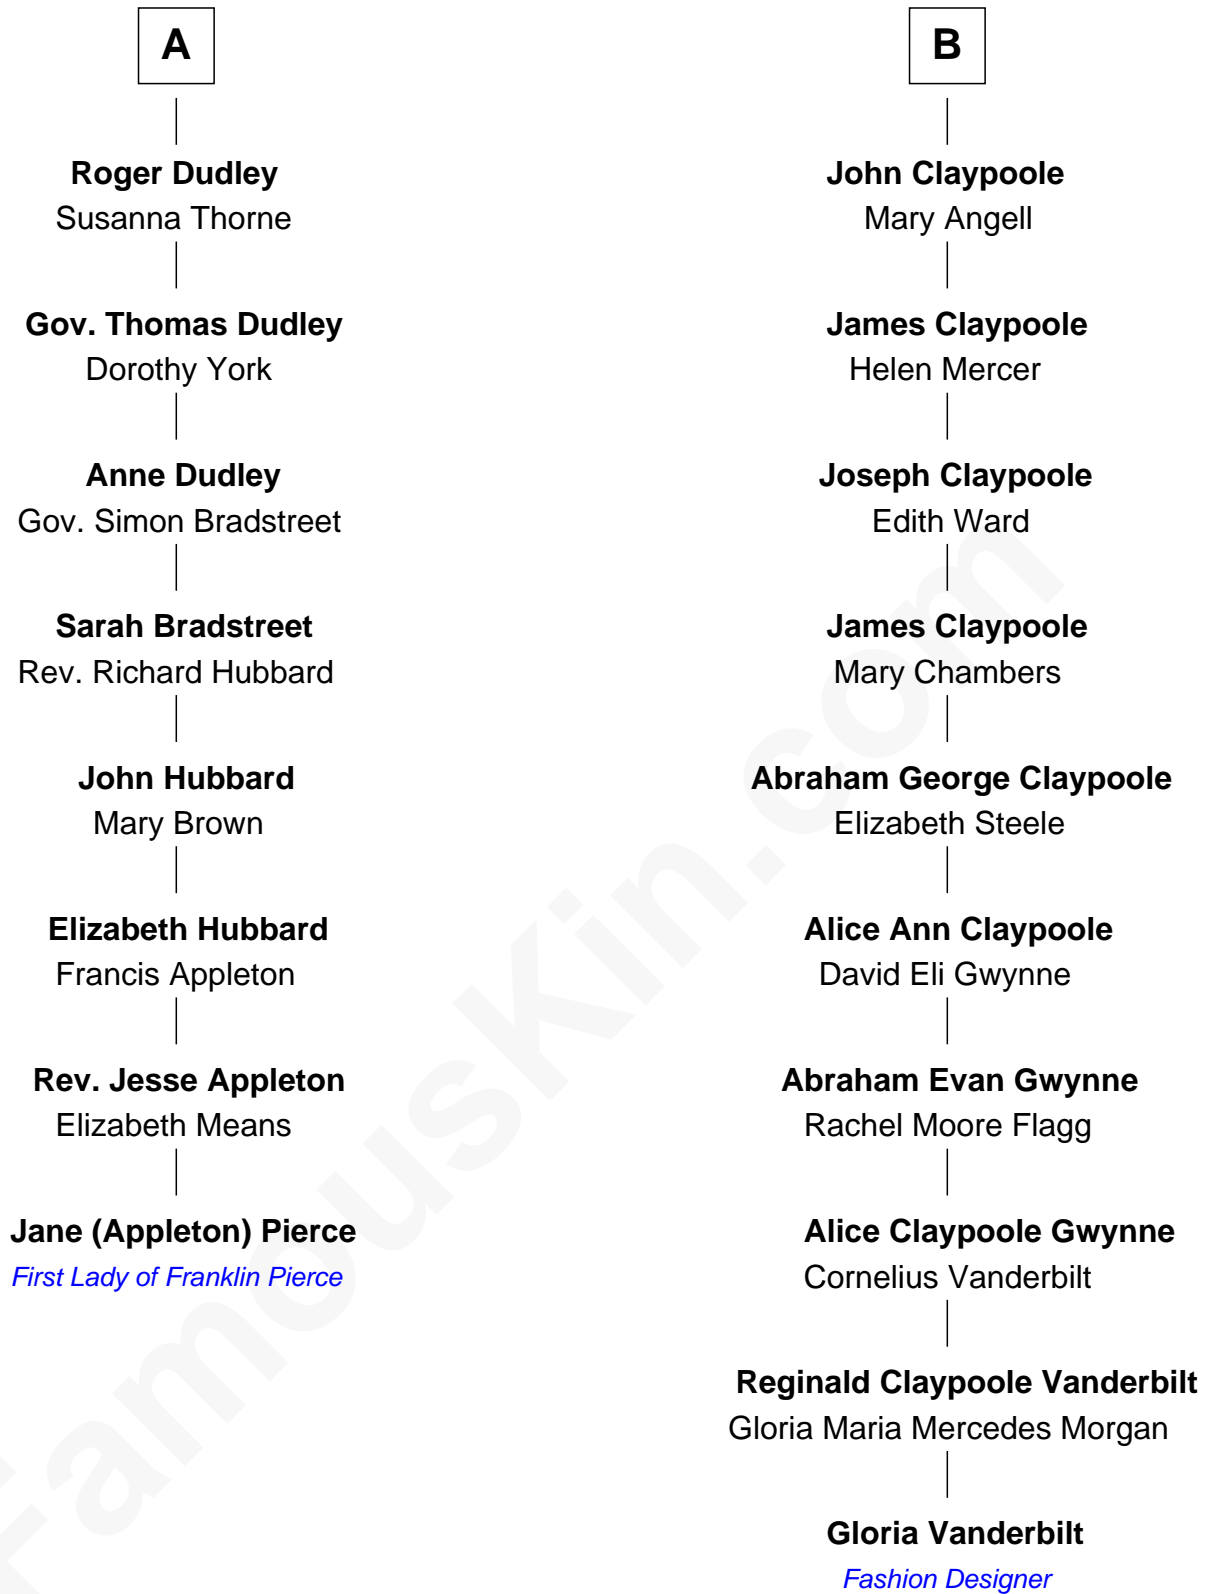 A
Roger Dudley
Susanna Thorne
Gov. Thomas Dudley
Dorothy York
Anne Dudley
Gov. Simon Bradstreet
Sarah Bradstreet
Rev. Richard Hubbard
John Hubbard
Mary Brown
Elizabeth Hubbard
Francis Appleton
Rev. Jesse Appleton
Elizabeth Means
Jane (Appleton) Pierce
First Lady of Franklin Pierce
B
John Claypoole
Mary Angell
James Claypoole
Helen Mercer
Joseph Claypoole
Edith Ward
James Claypoole
Mary Chambers
Abraham George Claypoole
Elizabeth Steele
Alice Ann Claypoole
David Eli Gwynne
Abraham Evan Gwynne
Rachel Moore Flagg
Alice Claypoole Gwynne
Cornelius Vanderbilt
Reginald Claypoole Vanderbilt
Gloria Maria Mercedes Morgan
Gloria Vanderbilt
Fashion Designer
FamousKin.com